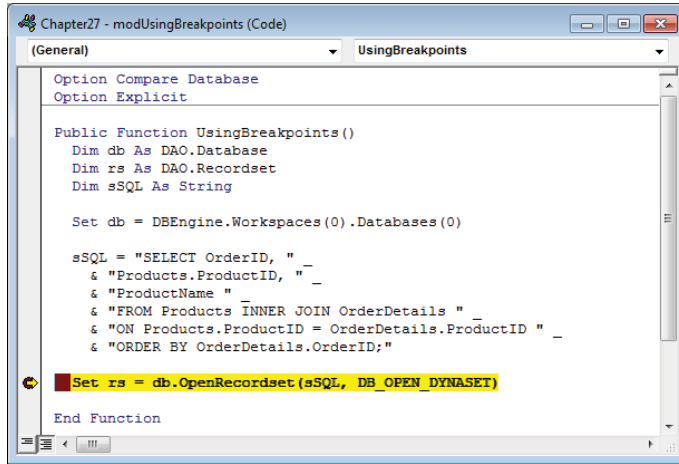 Chapter27 - modUsingBreakpoints (Code)
(General) UsingBreakpoints
Option Compare Database
Option Explicit
Public Function UsingBreakpoints()
Dim db As DAO.Database
Dim rs As DAO.Recordset
Dim sSQL As String
Set db = DBEngine.Workspaces(0).Databases(0)
sSQL = "SELECT OrderID, " _
& "Products.ProductID, " _
& "ProductName " _
& "FROM Products INNER JOIN OrderDetails " _
& "ON Products.ProductID = OrderDetails.ProductID " _
& "ORDER BY OrderDetails.OrderID;"
Set rs = db.OpenRecordset(sSQL, DB_OPEN_DYNASET)
End Function